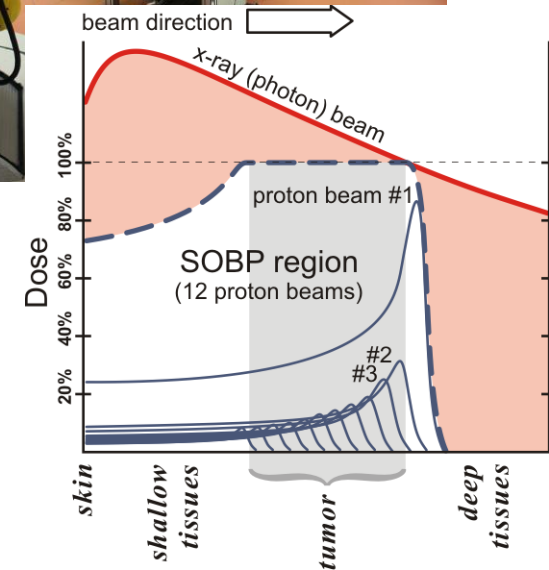 beam direction
x-ray (photon) beam
100%
80%
60%
40%
20%
Dose
proton beam #1
SOBP region
(12 proton beams)
#2
#3
skin
shallow
tissues
tumor
deep
tissues